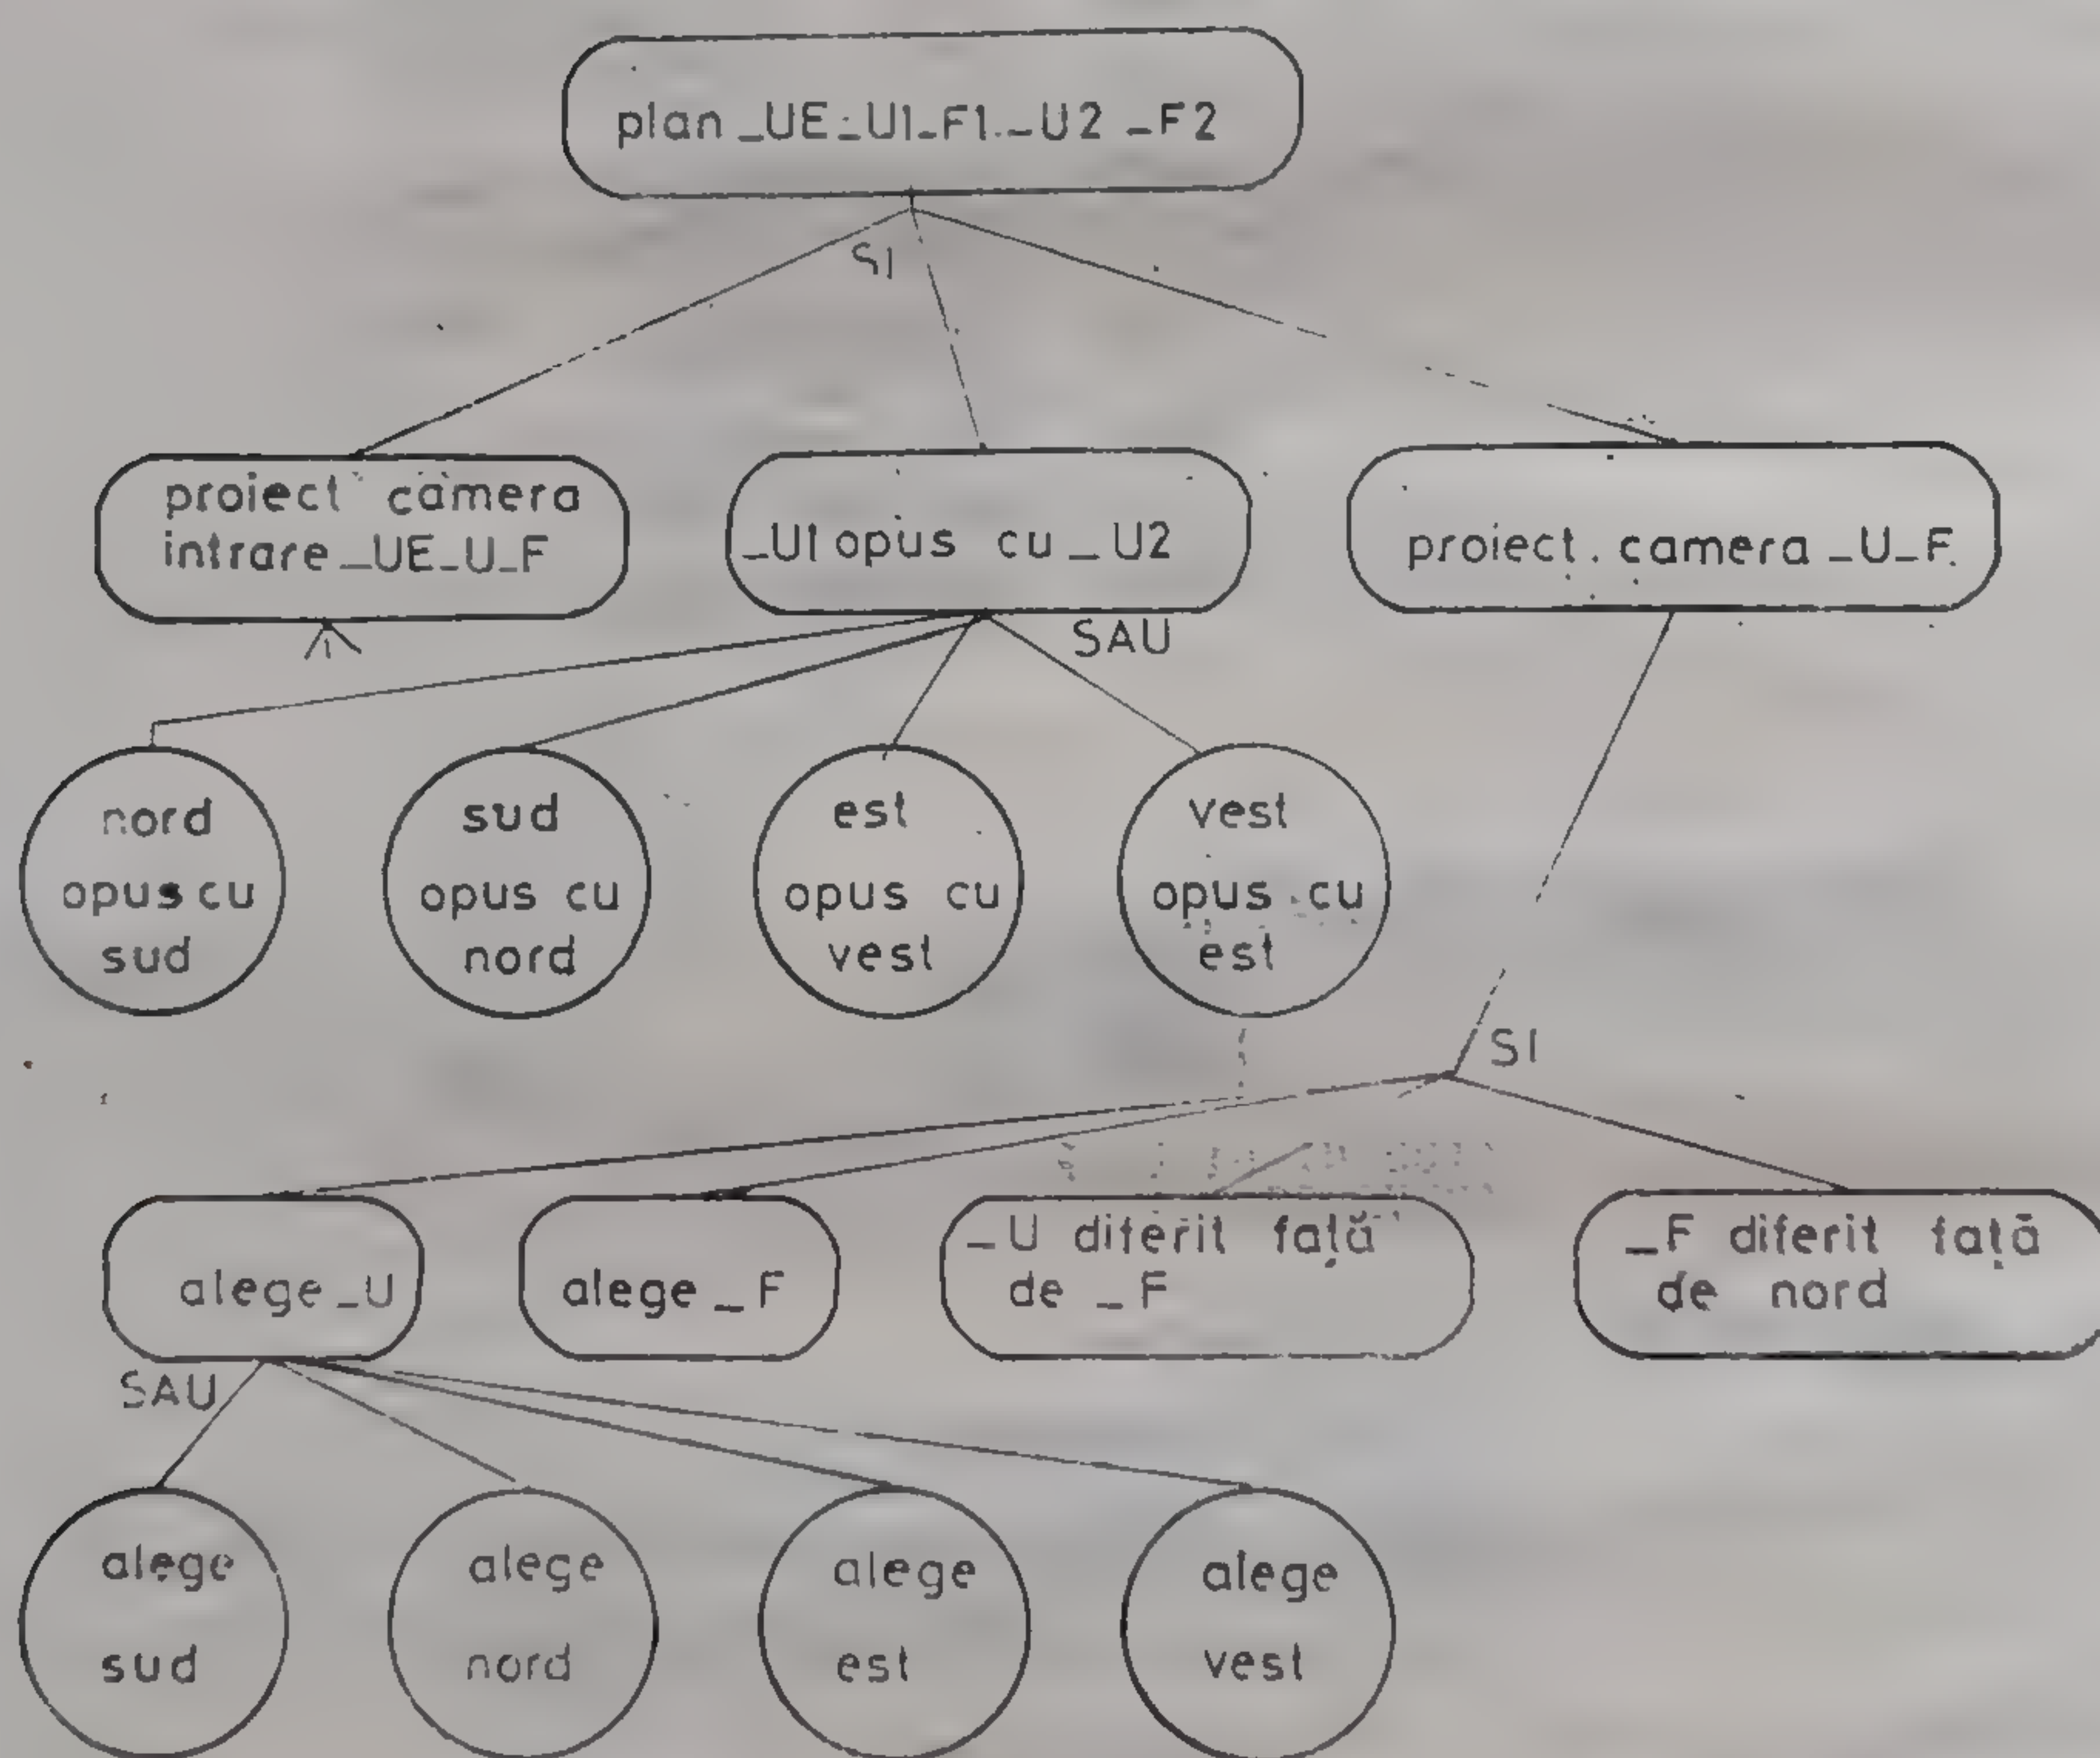 plan _UE_U1_F1_U2 _F2
SI
proiect camera
intrare _UE_U_F
_U1 opus cu _U2
proiect camera _U_F
SAU
nord
opus cu
sud
sud
opus cu
nord
est
opus cu
vest
vest
opus cu
est
SI
alege _U
alege _F
_U diferit față
de _F
_F diferit față
de nord
SAU
alege
sud
alege
nord
alege
est
alege
vest